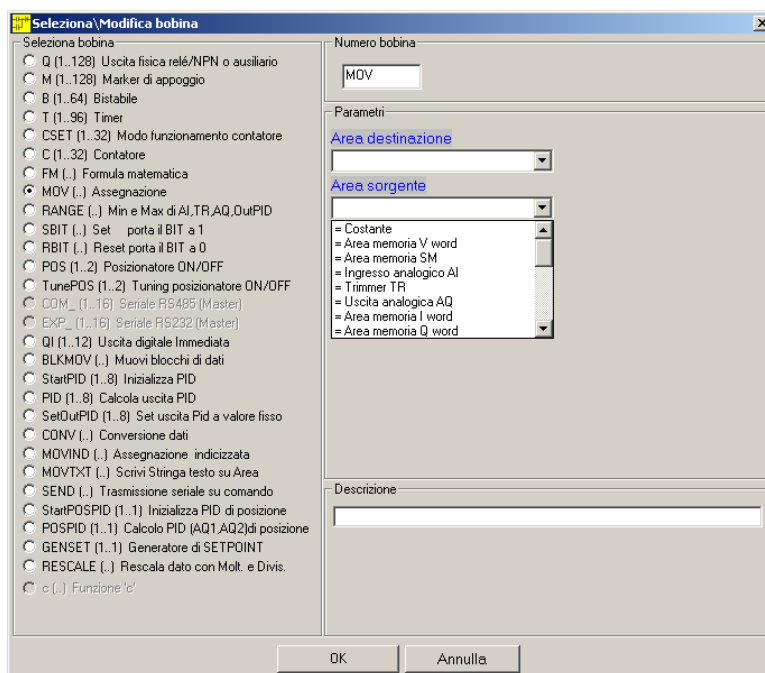 Seleziona\Modifica bobina
Seleziona bobina
Q (1..128) Uscita fisica relé/NPN o ausiliario
M (1..128) Marker di appoggio
B (1..64) Bistabile
T (1..96) Timer
CSET (1..32) Modo funzionamento contatore
C (1..32) Contatore
FM (..) Formula matematica
MOV (..) Assegnazione
RANGE (..) Min e Max di AI,TR,AQ,OutPID
SBIT (..) Set porta il BIT a 1
RBIT (..) Reset porta il BIT a 0
POS (1..2) Posizionatore ON/OFF
TunePOS (1..2) Tuning posizionatore ON/OFF
COM_ (1..16) Seriale RS485 (Master)
EXP_ (1..16) Seriale RS232 (Master)
QI (1..12) Uscita digitale Immediata
BLKMOV (..) Muovi blocchi di dati
StartPID (1..8) Inizializza PID
PID (1..8) Calcola uscita PID
SetOutPID (1..8) Set uscita Pid a valore fisso
CONV (..) Conversione dati
MOVIND (..) Assegnazione indicizzata
MOVTXT (..) Scrivi Stringa testo su Area
SEND (..) Trasmissione seriale su comando
StartPOSPID (1..1) Inizializza PID di posizione
POSPID (1..1) Calcolo PID (AQ1,AQ2)di posizione
GENSET (1..1) Generatore di SETPOINT
RESCALE (..) Rescala dato con Molt. e Divis.
c (..) Funzione 'c'
Numero bobina
MOV
Parametri
Area destinazione
Area sorgente
= Costante
= Area memoria V word
= Area memoria SM
= Ingresso analogico AI
= Trimmer TR
= Uscita analogica AQ
= Area memoria I word
= Area memoria Q word
Descrizione
OK
Annulla